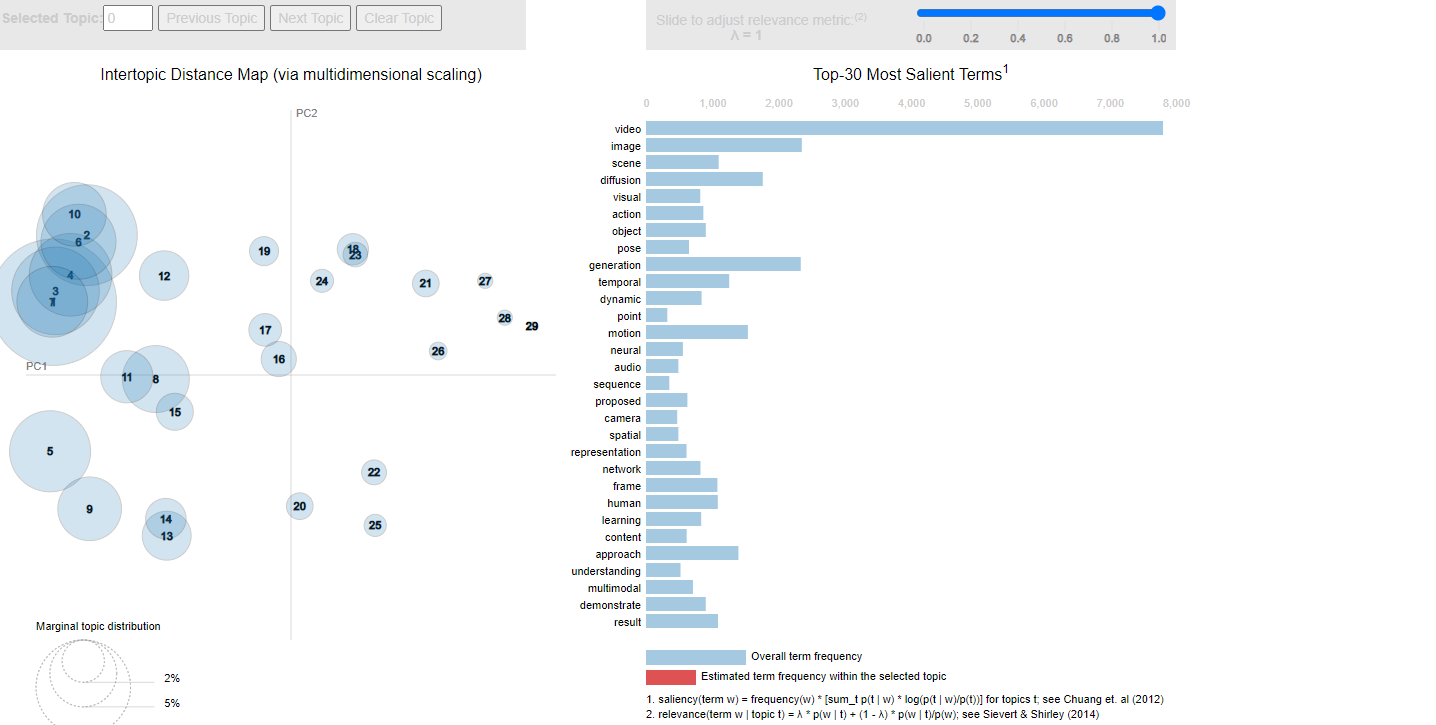 Selected Topic: 0 Previous Topic Next Topic Clear Topic
Slide to adjust relevance metric:(2)
λ = 1
0.0 0.2 0.4 0.6 0.8 1.0
Intertopic Distance Map (via multidimensional scaling)
PC2
PC1
10
2
6
4
3
1
12
19
18
23
24
21
27
28
29
26
17
16
11
8
15
5
9
14
13
22
20
25
Marginal topic distribution
2%
5%
Top-30 Most Salient Terms1
0 1,000 2,000 3,000 4,000 5,000 6,000 7,000 8,000
video
image
scene
diffusion
visual
action
object
pose
generation
temporal
dynamic
point
motion
neural
audio
sequence
proposed
camera
spatial
representation
network
frame
human
learning
content
approach
understanding
multimodal
demonstrate
result
Overall term frequency
Estimated term frequency within the selected topic
1. saliency(term w) = frequency(w) * [sum_t p(t | w) * log(p(t | w)/p(t))] for topics t; see Chuang et. al (2012)
2. relevance(term w | topic t) = λ * p(w | t) + (1 - λ) * p(w | t)/p(w); see Sievert & Shirley (2014)